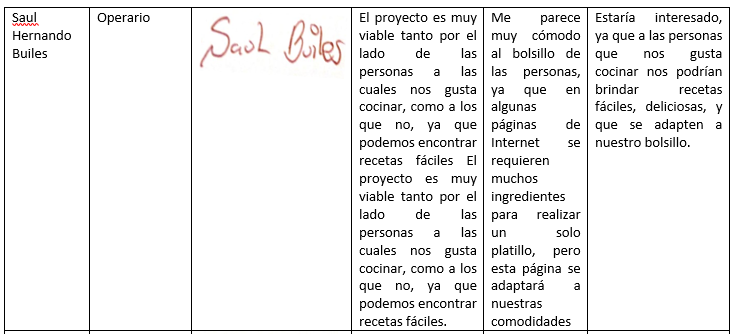 Saul
Hernando
Builes
Operario
Saul Builes
El proyecto es muy
viable tanto por el
lado de las
personas a las
cuales nos gusta
cocinar, como a los
que no, ya que
podemos encontrar
recetas fáciles El
proyecto es muy
viable tanto por el
lado de las
personas a las
cuales nos gusta
cocinar, como a los
que no, ya que
podemos encontrar
recetas fáciles.
Me parece
muy cómodo
al bolsillo de
las personas,
ya que en
algunas
páginas de
Internet se
requieren
muchos
ingredientes
para realizar
un solo
platillo, pero
esta página se
adaptará a
nuestras
comodidades
Estaría interesado,
ya que a las personas
que nos gusta
cocinar nos podrían
brindar recetas
fáciles, deliciosas, y
que se adapten a
nuestro bolsillo.